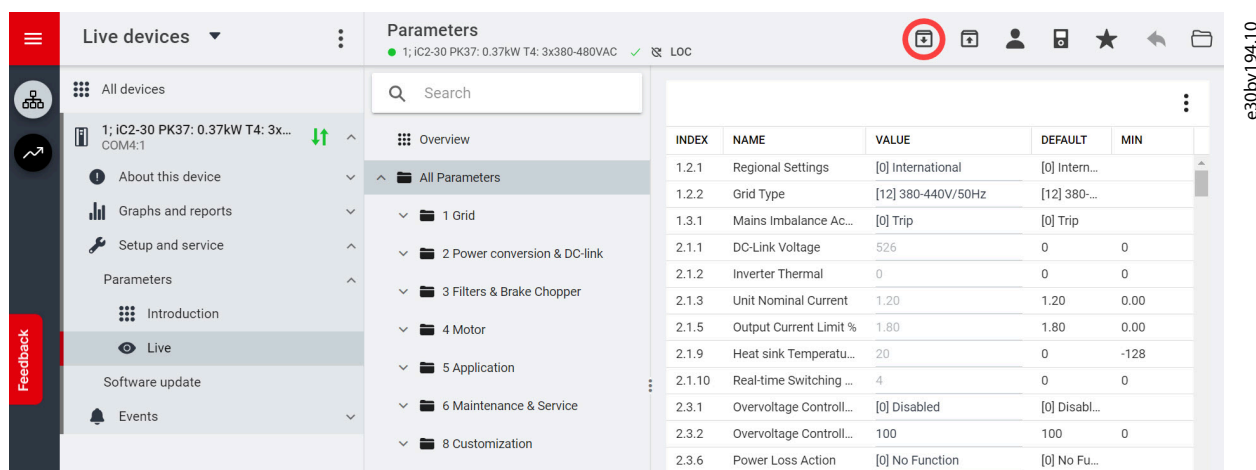 Live devices
Parameters
1; iC2-30 PK37: 0.37kW T4: 3x380-480VAC LOC
All devices
1; iC2-30 PK37: 0.37kW T4: 3x...
COM4:1
About this device
Graphs and reports
Setup and service
Parameters
Introduction
Live
Software update
Events
Feedback
Search
Overview
All Parameters
1 Grid
2 Power conversion & DC-link
3 Filters & Brake Chopper
4 Motor
5 Application
6 Maintenance & Service
8 Customization
INDEX NAME VALUE DEFAULT MIN
1.2.1 Regional Settings [0] International [0] Intern...
1.2.2 Grid Type [12] 380-440V/50Hz [12] 380-...
1.3.1 Mains Imbalance Ac... [0] Trip [0] Trip
2.1.1 DC-Link Voltage 526 0 0
2.1.2 Inverter Thermal 0 0 0
2.1.3 Unit Nominal Current 1.20 1.20 0.00
2.1.5 Output Current Limit % 1.80 1.80 0.00
2.1.9 Heat sink Temperatu... 20 0 -128
2.1.10 Real-time Switching ... 4 0 0
2.3.1 Overvoltage Controll... [0] Disabled [0] Disabl...
2.3.2 Overvoltage Controll... 100 100 0
2.3.6 Power Loss Action [0] No Function [0] No Fu...
e30bv194.10